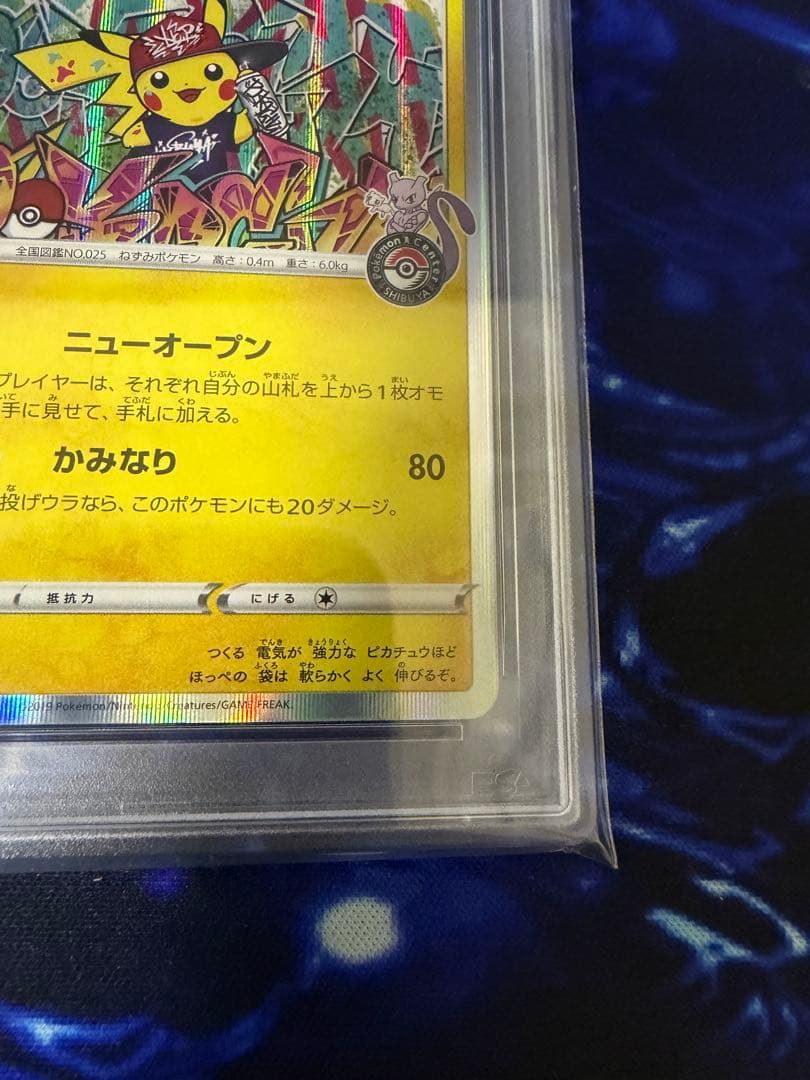 全国図鑑NO.025 ねずみポケモン 高さ:0.4m 重さ:6.0kg
Pokémon Center
SHIBUYA
ニューオープン
プレイヤーは、それぞれ自分の山札を上から1枚オモ
手に見せて、手札に加える。
かみなり 80
投げウラなら、このポケモンにも20ダメージ。
抵抗力 にげる
つくる 電気が 強力な ピカチュウほど
ほっぺの 袋は 軟らかく よく 伸びるぞ。
©2019 Pokémon/Nintendo/Creatures/GAME FREAK.
PSA